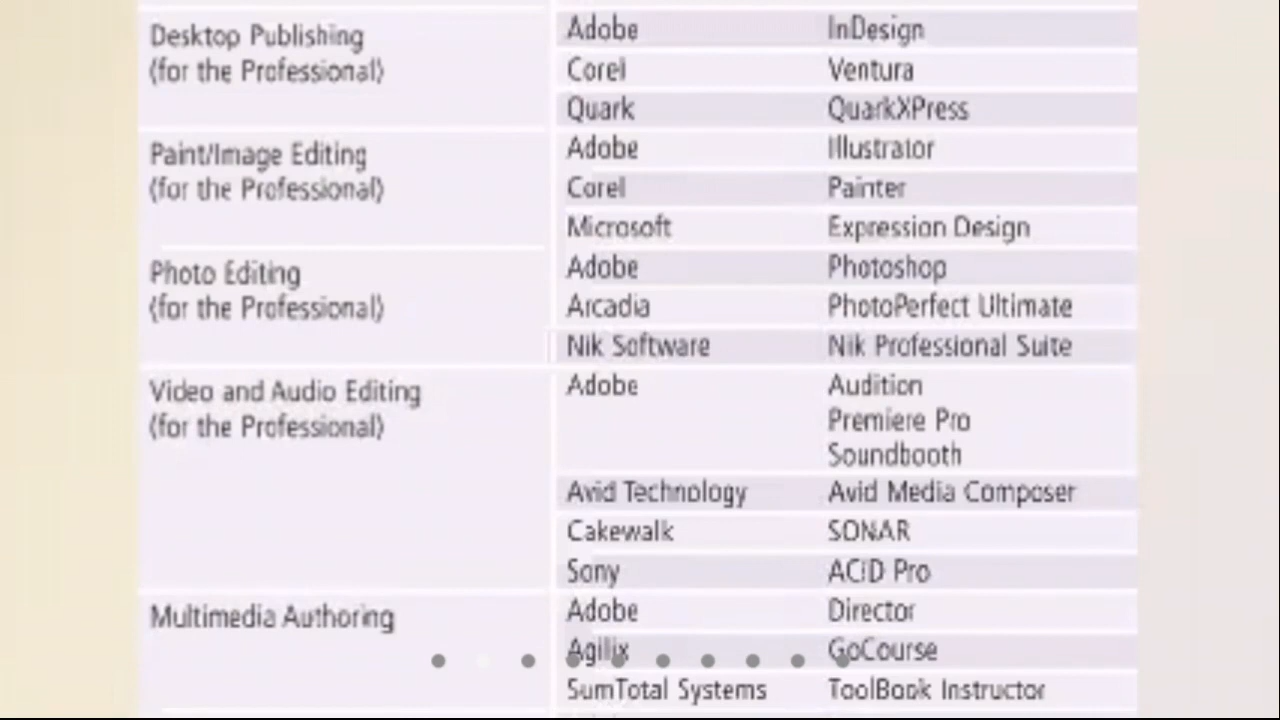 Desktop Publishing
(for the Professional)
Adobe InDesign
Corel Ventura
Quark QuarkXPress
Paint/Image Editing
(for the Professional)
Adobe Illustrator
Corel Painter
Microsoft Expression Design
Photo Editing
(for the Professional)
Adobe Photoshop
Arcadia PhotoPerfect Ultimate
Nik Software Nik Professional Suite
Video and Audio Editing
(for the Professional)
Adobe Audition
Premiere Pro
Soundbooth
Avid Technology Avid Media Composer
Cakewalk SONAR
Sony ACID Pro
Multimedia Authoring
Adobe Director
Agilix GoCourse
SumTotal Systems ToolBook Instructor